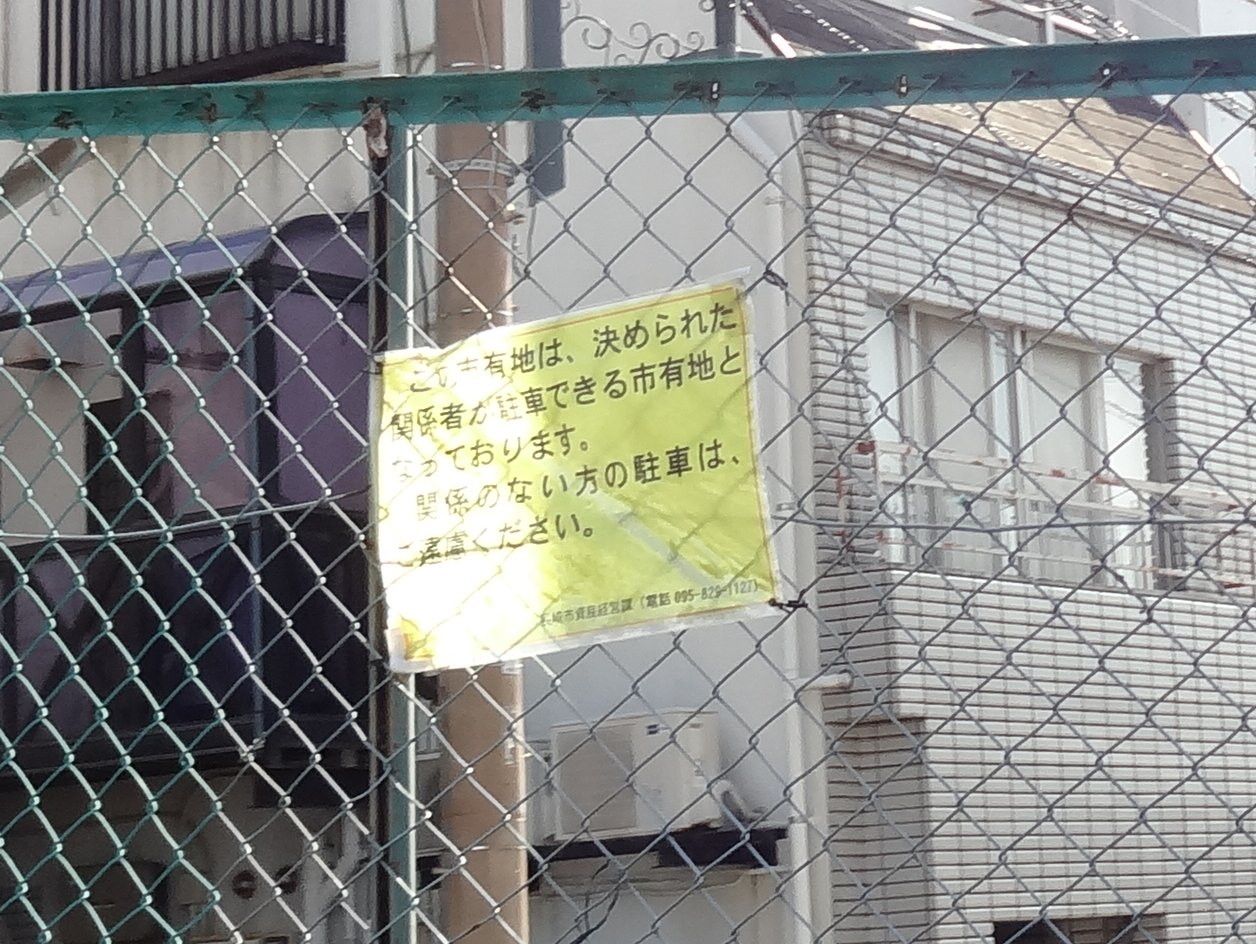 この市有地は、決められた
関係者が駐車できる市有地と
なっております。
関係のない方の駐車は、
ご遠慮ください。
長崎市資産経営課（電話 095-829-1127）